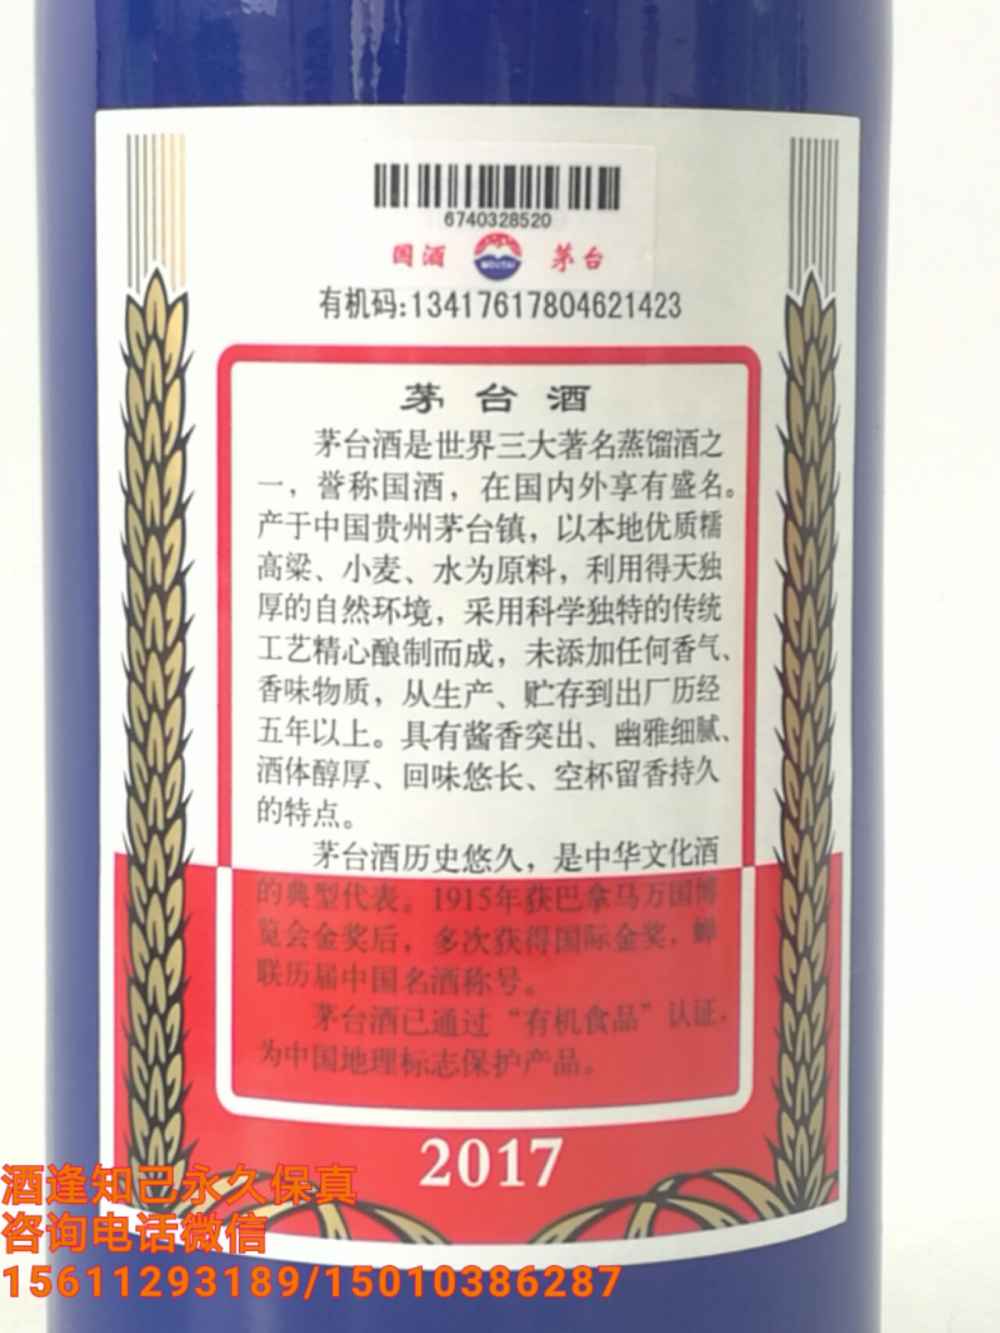 6740328520
国酒 MOUTAI 茅台
有机码:13417617804621423
茅台酒
茅台酒是世界三大著名蒸馏酒之
一，誉称国酒，在国内外享有盛名。
产于中国贵州茅台镇，以本地优质糯
高粱、小麦、水为原料，利用得天独
厚的自然环境，采用科学独特的传统
工艺精心酿制而成，未添加任何香气、
香味物质，从生产、贮存到出厂历经
五年以上。具有酱香突出、幽雅细腻、
酒体醇厚、回味悠长、空杯留香持久
的特点。
茅台酒历史悠久，是中华文化酒
的典型代表。1915年获巴拿马万国博
览会金奖后，多次获得国际金奖，蝉
联历届中国名酒称号。
茅台酒已通过“有机食品”认证，
为中国地理标志保护产品。
2017
酒逢知己永久保真
咨询电话微信
15611293189/15010386287